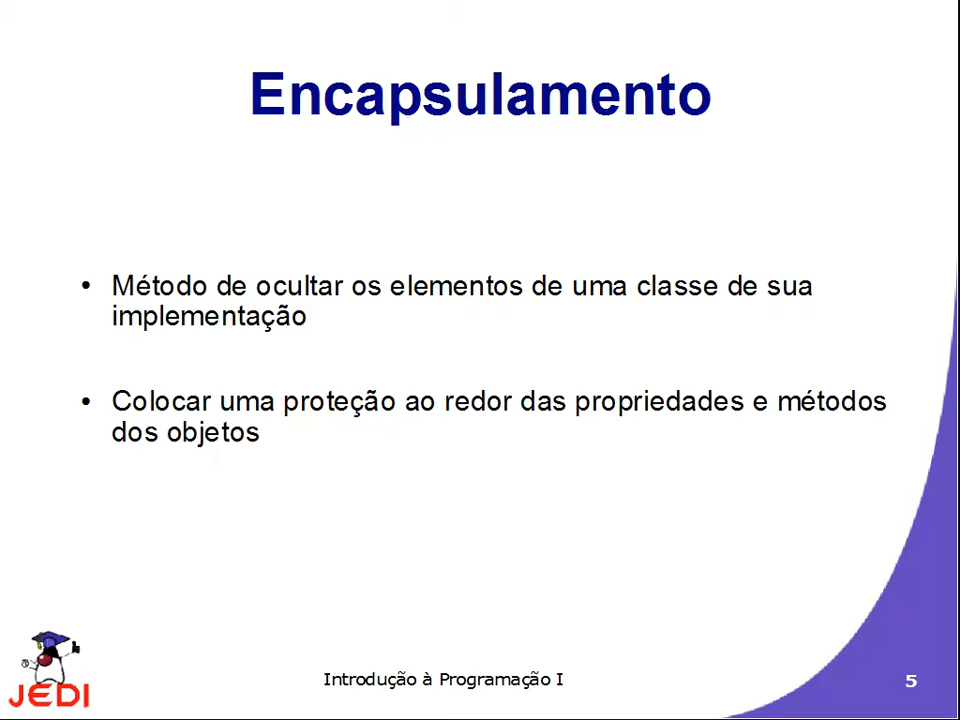 Encapsulamento
• Método de ocultar os elementos de uma classe de sua
implementação
• Colocar uma proteção ao redor das propriedades e métodos
dos objetos
JEDI
Introdução à Programação I
5